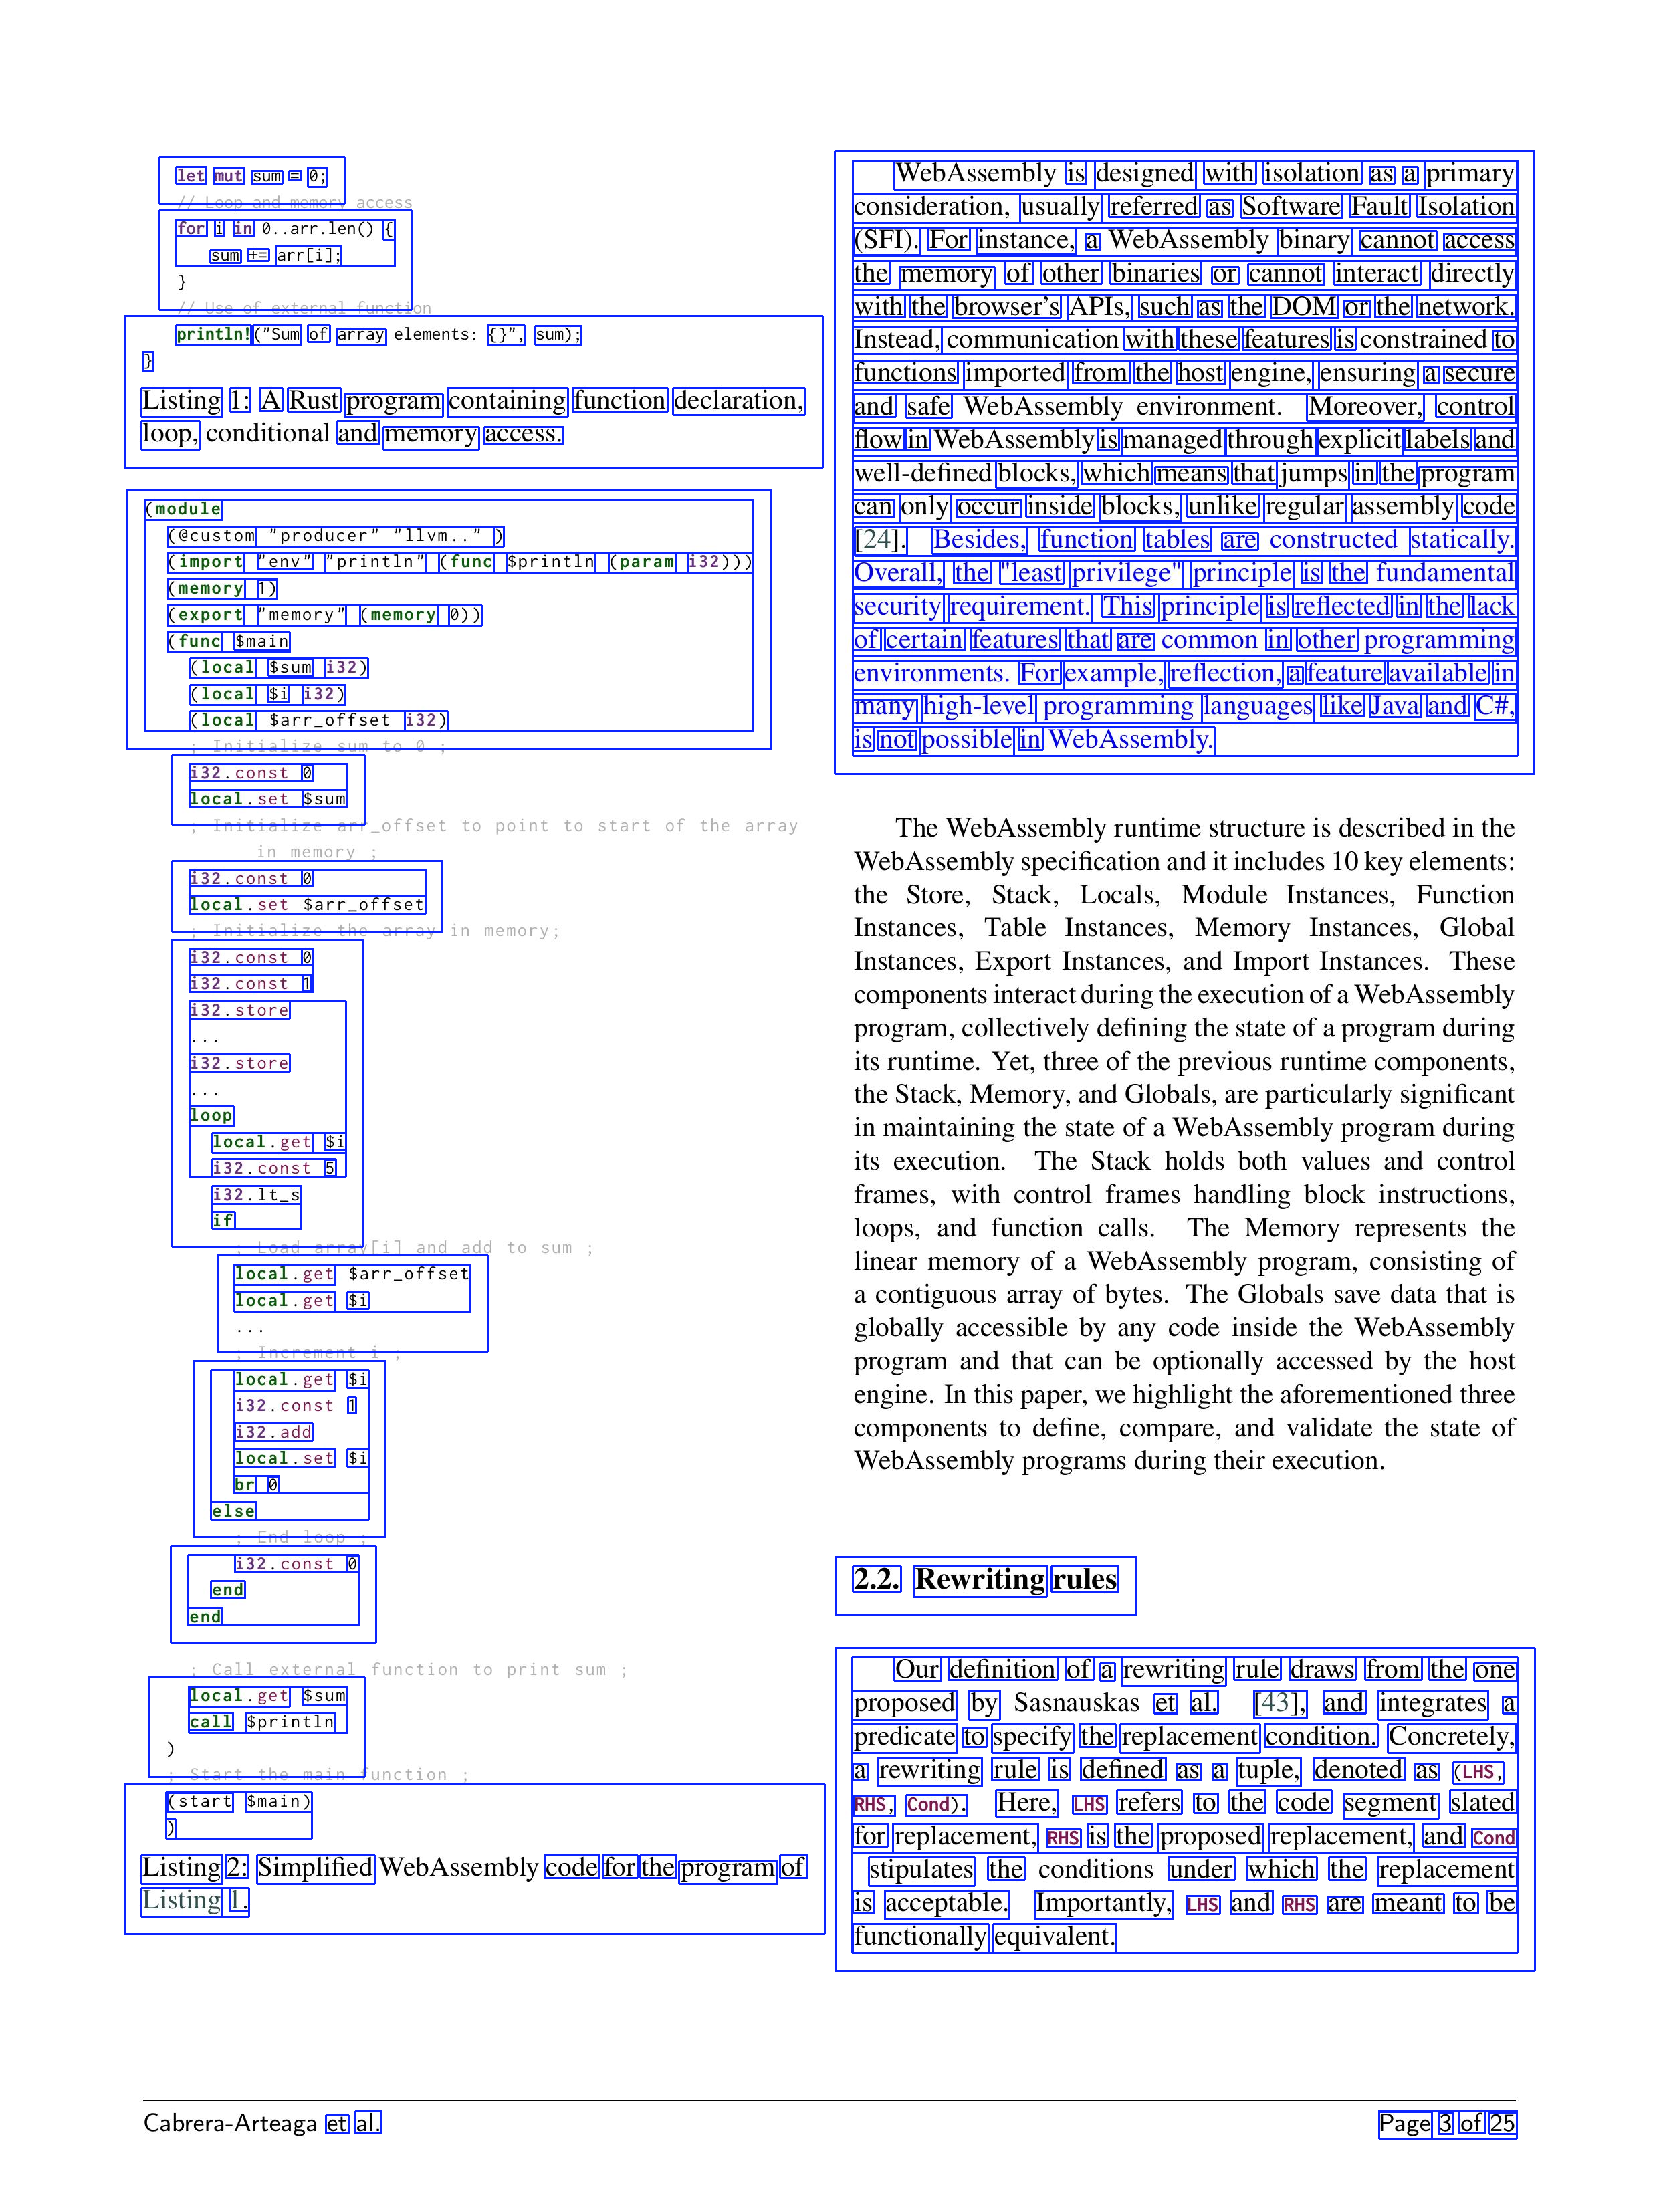 let mut sum = 0;
// Loop and memory access
for i in 0..arr.len() {
sum += arr[i];
}
// Use of external function
println!("Sum of array elements: {}", sum);
}
Listing 1: A Rust program containing function declaration,
loop, conditional and memory access.
(module
(@custom "producer" "llvm.." )
(import "env" "println" (func $println (param i32)))
(memory 1)
(export "memory" (memory 0))
(func $main
(local $sum i32)
(local $i i32)
(local $arr_offset i32)
; Initialize sum to 0 ;
i32.const 0
local.set $sum
; Initialize arr_offset to point to start of the array
in memory ;
i32.const 0
local.set $arr_offset
; Initialize the array in memory;
i32.const 0
i32.const 1
i32.store
...
i32.store
...
loop
local.get $i
i32.const 5
i32.lt_s
if
; Load array[i] and add to sum ;
local.get $arr_offset
local.get $i
...
; Increment i ;
local.get $i
i32.const 1
i32.add
local.set $i
br 0
else
; End loop ;
i32.const 0
end
end
; Call external function to print sum ;
local.get $sum
call $println
)
; Start the main function ;
(start $main)
)
Listing 2: Simplified WebAssembly code for the program of
Listing 1.
WebAssembly is designed with isolation as a primary
consideration, usually referred as Software Fault Isolation
(SFI). For instance, a WebAssembly binary cannot access
the memory of other binaries or cannot interact directly
with the browser's APIs, such as the DOM or the network.
Instead, communication with these features is constrained to
functions imported from the host engine, ensuring a secure
and safe WebAssembly environment. Moreover, control
flow in WebAssembly is managed through explicit labels and
well-defined blocks, which means that jumps in the program
can only occur inside blocks, unlike regular assembly code
[24]. Besides, function tables are constructed statically.
Overall, the "least privilege" principle is the fundamental
security requirement. This principle is reflected in the lack
of certain features that are common in other programming
environments. For example, reflection, a feature available in
many high-level programming languages like Java and C#,
is not possible in WebAssembly.
The WebAssembly runtime structure is described in the
WebAssembly specification and it includes 10 key elements:
the Store, Stack, Locals, Module Instances, Function
Instances, Table Instances, Memory Instances, Global
Instances, Export Instances, and Import Instances. These
components interact during the execution of a WebAssembly
program, collectively defining the state of a program during
its runtime. Yet, three of the previous runtime components,
the Stack, Memory, and Globals, are particularly significant
in maintaining the state of a WebAssembly program during
its execution. The Stack holds both values and control
frames, with control frames handling block instructions,
loops, and function calls. The Memory represents the
linear memory of a WebAssembly program, consisting of
a contiguous array of bytes. The Globals save data that is
globally accessible by any code inside the WebAssembly
program and that can be optionally accessed by the host
engine. In this paper, we highlight the aforementioned three
components to define, compare, and validate the state of
WebAssembly programs during their execution.
2.2. Rewriting rules
Our definition of a rewriting rule draws from the one
proposed by Sasnauskas et al. [43], and integrates a
predicate to specify the replacement condition. Concretely,
a rewriting rule is defined as a tuple, denoted as (LHS,
RHS, Cond). Here, LHS refers to the code segment slated
for replacement, RHS is the proposed replacement, and Cond
stipulates the conditions under which the replacement
is acceptable. Importantly, LHS and RHS are meant to be
functionally equivalent.
Cabrera-Arteaga et al.
Page 3 of 25